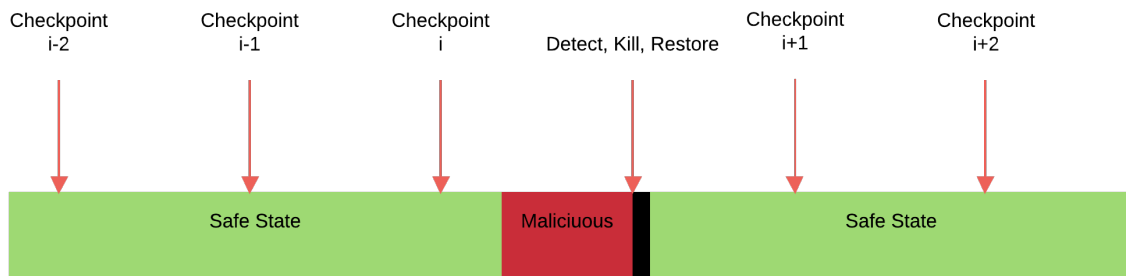 Checkpoint
i-2
Checkpoint
i-1
Checkpoint
i
Detect, Kill, Restore
Checkpoint
i+1
Checkpoint
i+2
Safe State
Maliciuous
Safe State